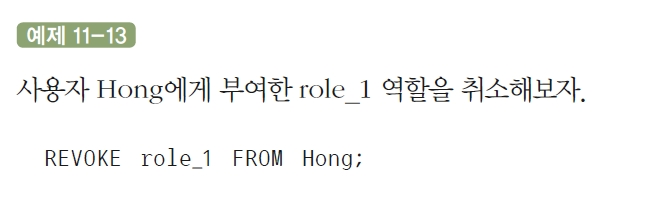 예제 11-13
사용자 Hong에게 부여한 role_1 역할을 취소해보자.
REVOKE role_1 FROM Hong;